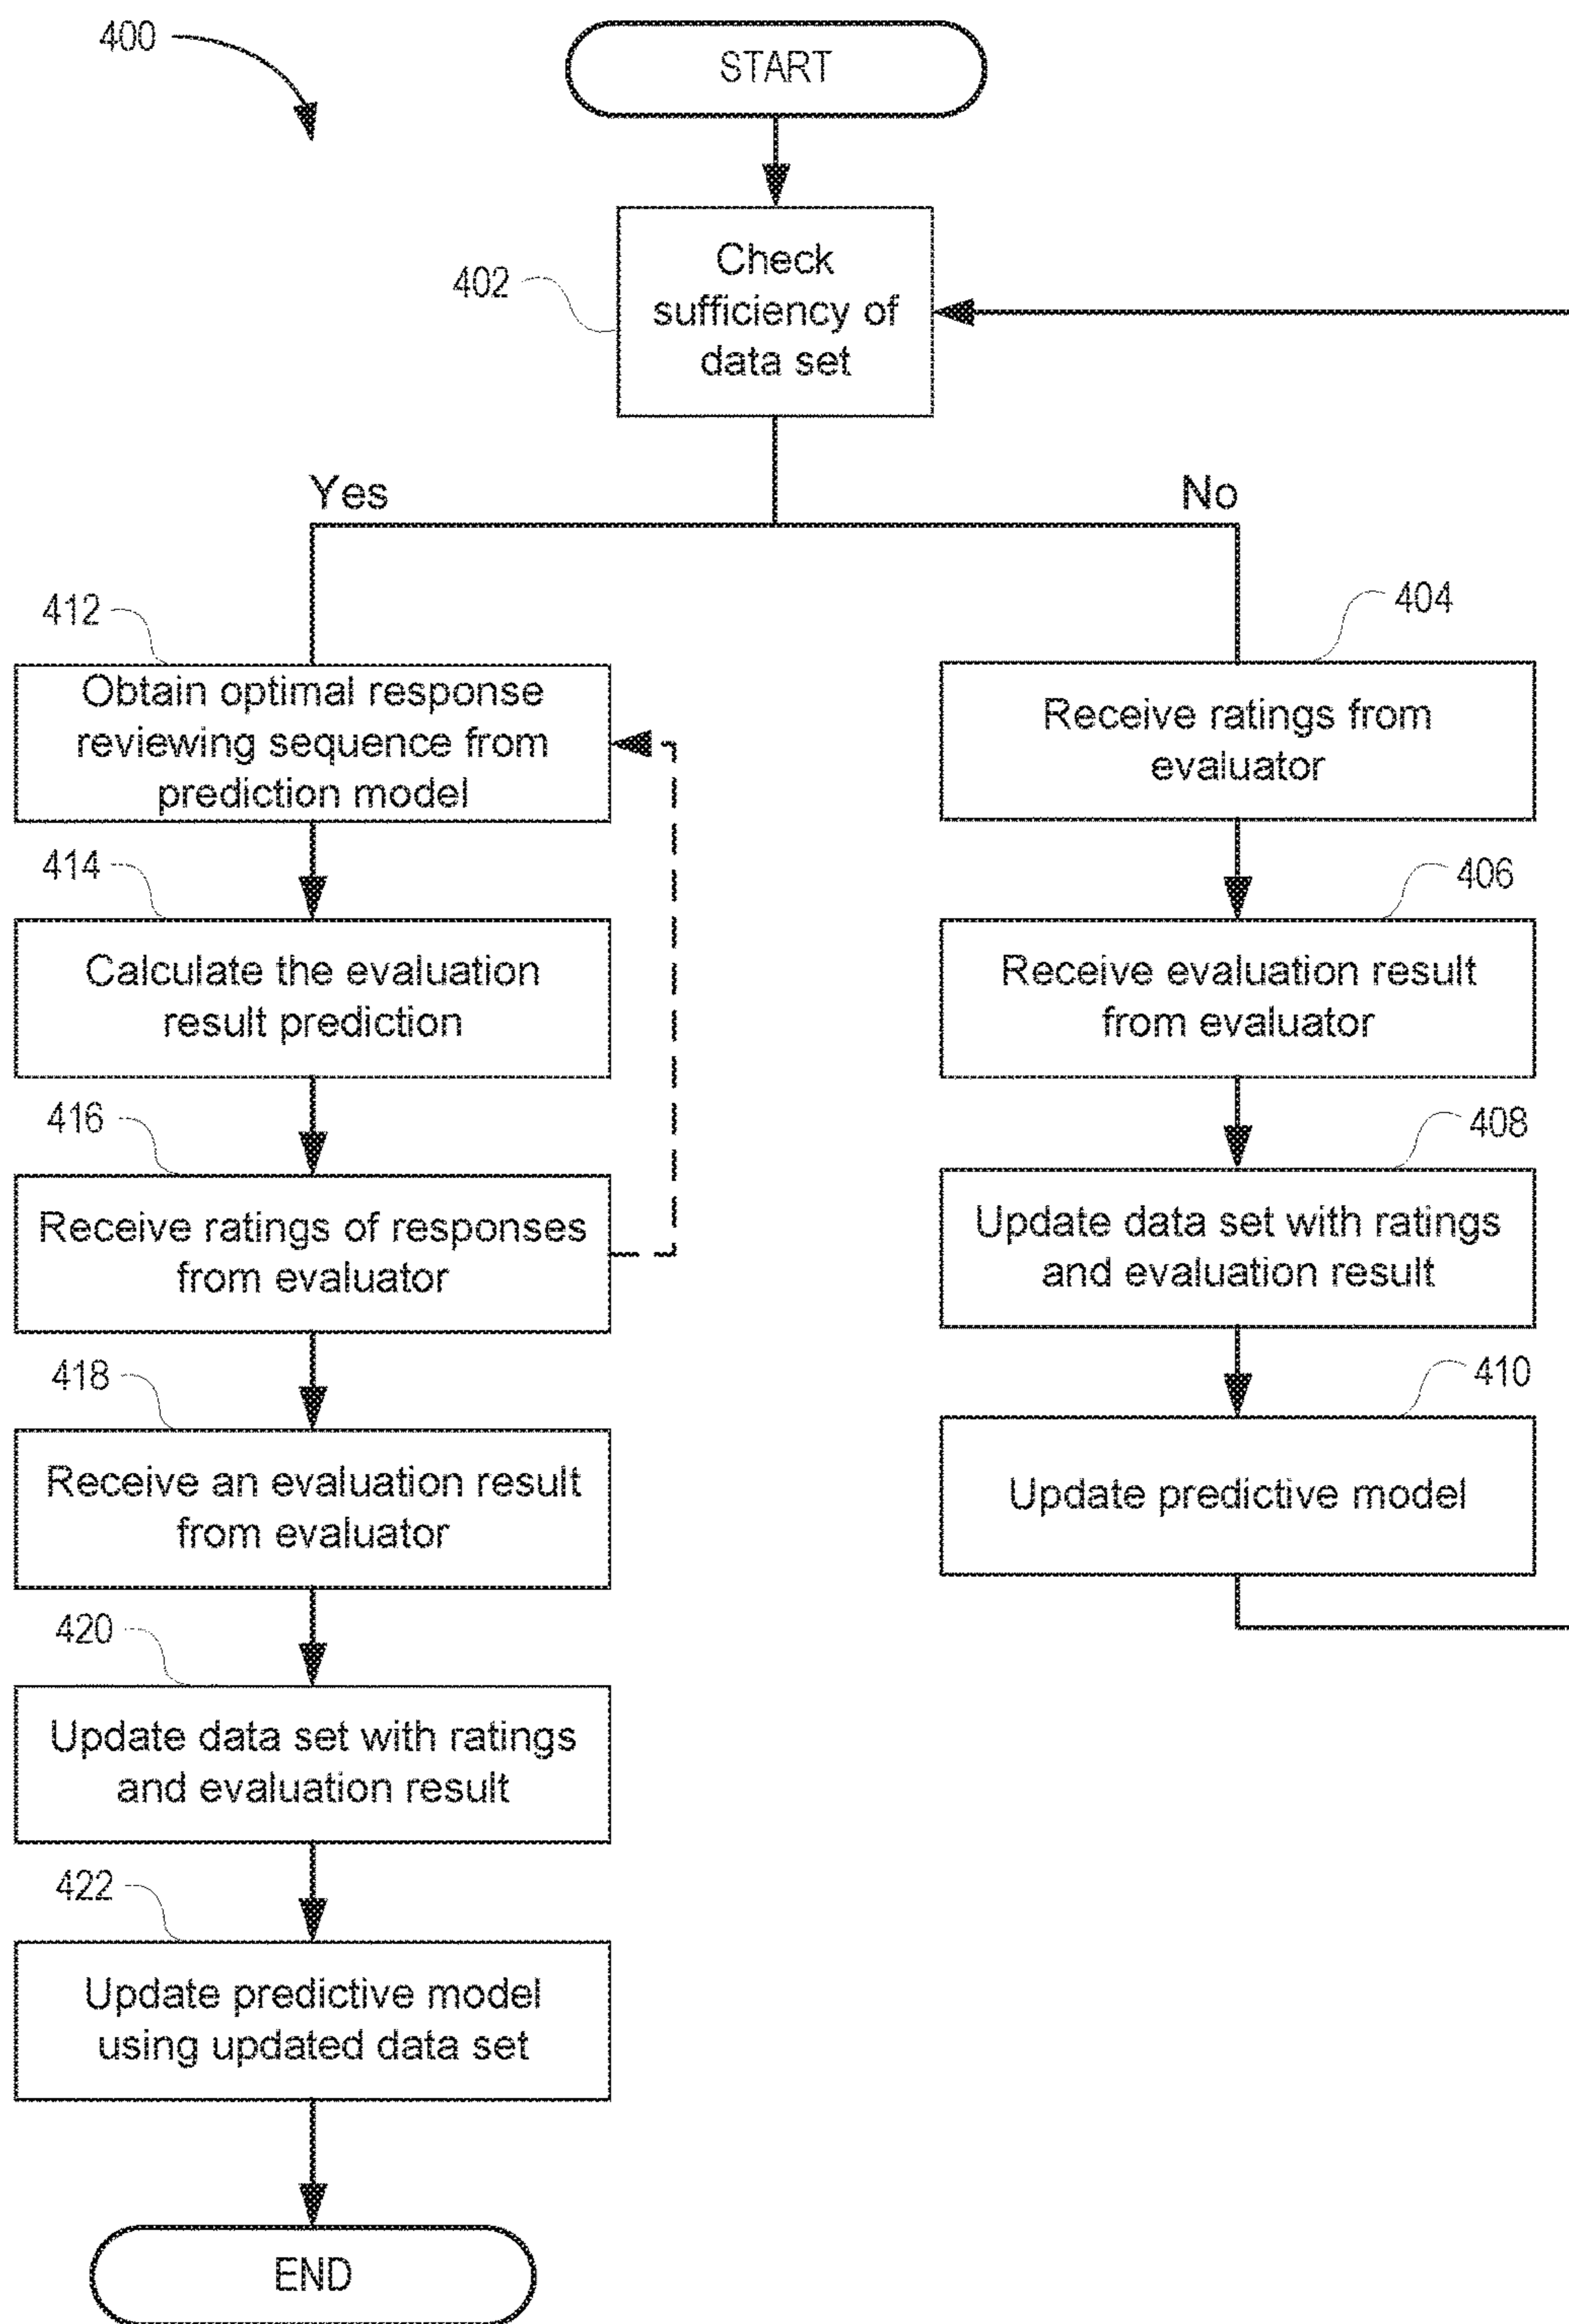 400
START
402
Check
sufficiency of
data set
Yes
No
412
Obtain optimal response
reviewing sequence from
prediction model
404
Receive ratings from
evaluator
414
Calculate the evaluation
result prediction
406
Receive evaluation result
from evaluator
416
Receive ratings of responses
from evaluator
408
Update data set with ratings
and evaluation result
418
Receive an evaluation result
from evaluator
410
Update predictive model
420
Update data set with ratings
and evaluation result
422
Update predictive model
using updated data set
END